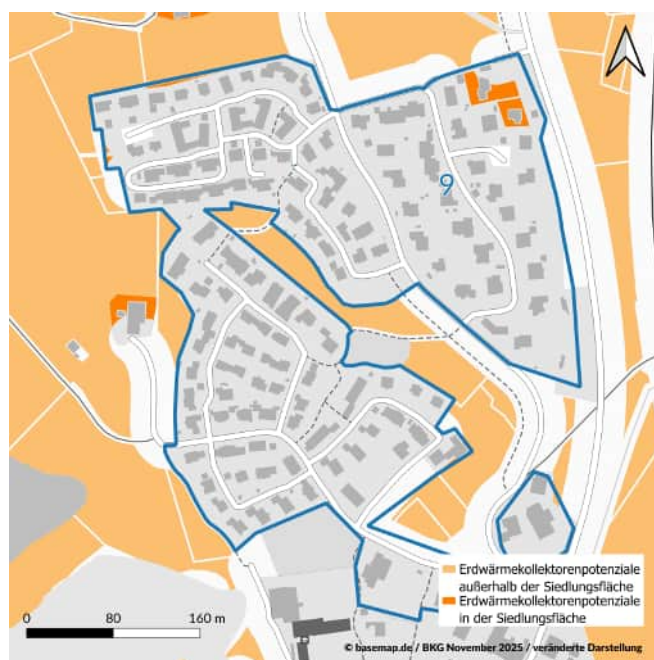 9
Erdwärmekollektorenpotenziale
außerhalb der Siedlungsfläche
Erdwärmekollektorenpotenziale
in der Siedlungsfläche
0 80 160 m
© basemap.de / BKG November 2025 / veränderte Darstellung